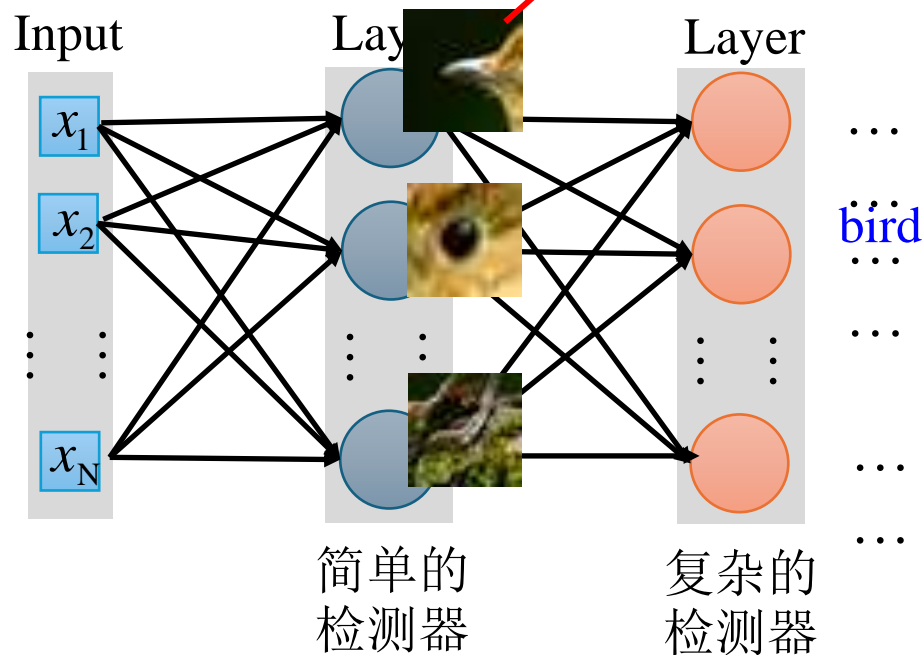 Input
Lay
Layer
x1
x2
xN
…
…
bird
…
…
…
…
简单的
检测器
复杂的
检测器